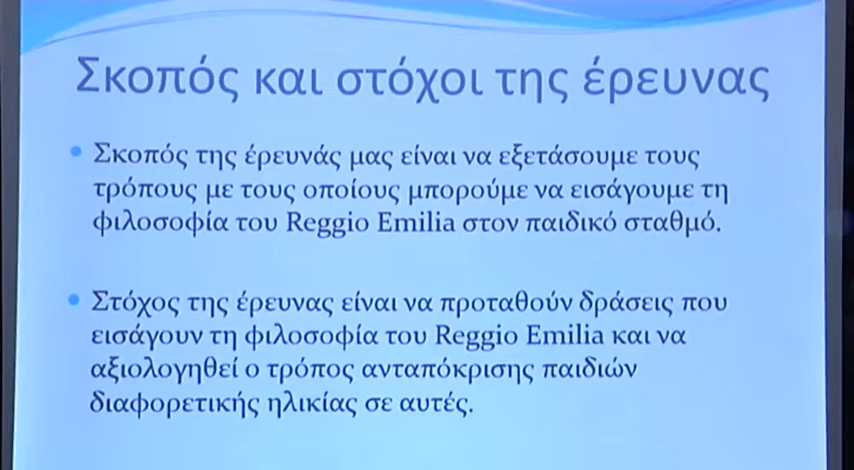 Σκοπός και στόχοι της έρευνας
• Σκοπός της έρευνάς μας είναι να εξετάσουμε τους
τρόπους με τους οποίους μπορούμε να εισάγουμε τη
φιλοσοφία του Reggio Emilia στον παιδικό σταθμό.
• Στόχος της έρευνας είναι να προταθούν δράσεις που
εισάγουν τη φιλοσοφία του Reggio Emilia και να
αξιολογηθεί ο τρόπος ανταπόκρισης παιδιών
διαφορετικής ηλικίας σε αυτές.